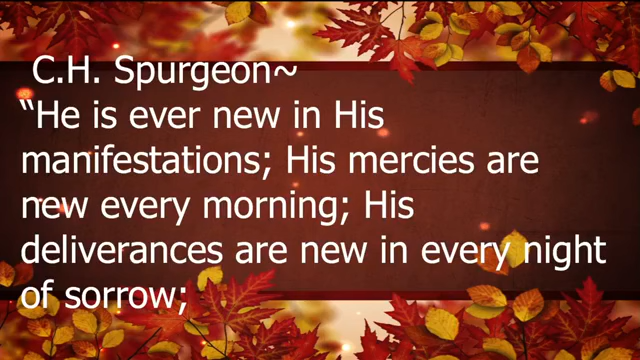 C.H. Spurgeon~
“He is ever new in His
manifestations; His mercies are
new every morning; His
deliverances are new in every night
of sorrow;